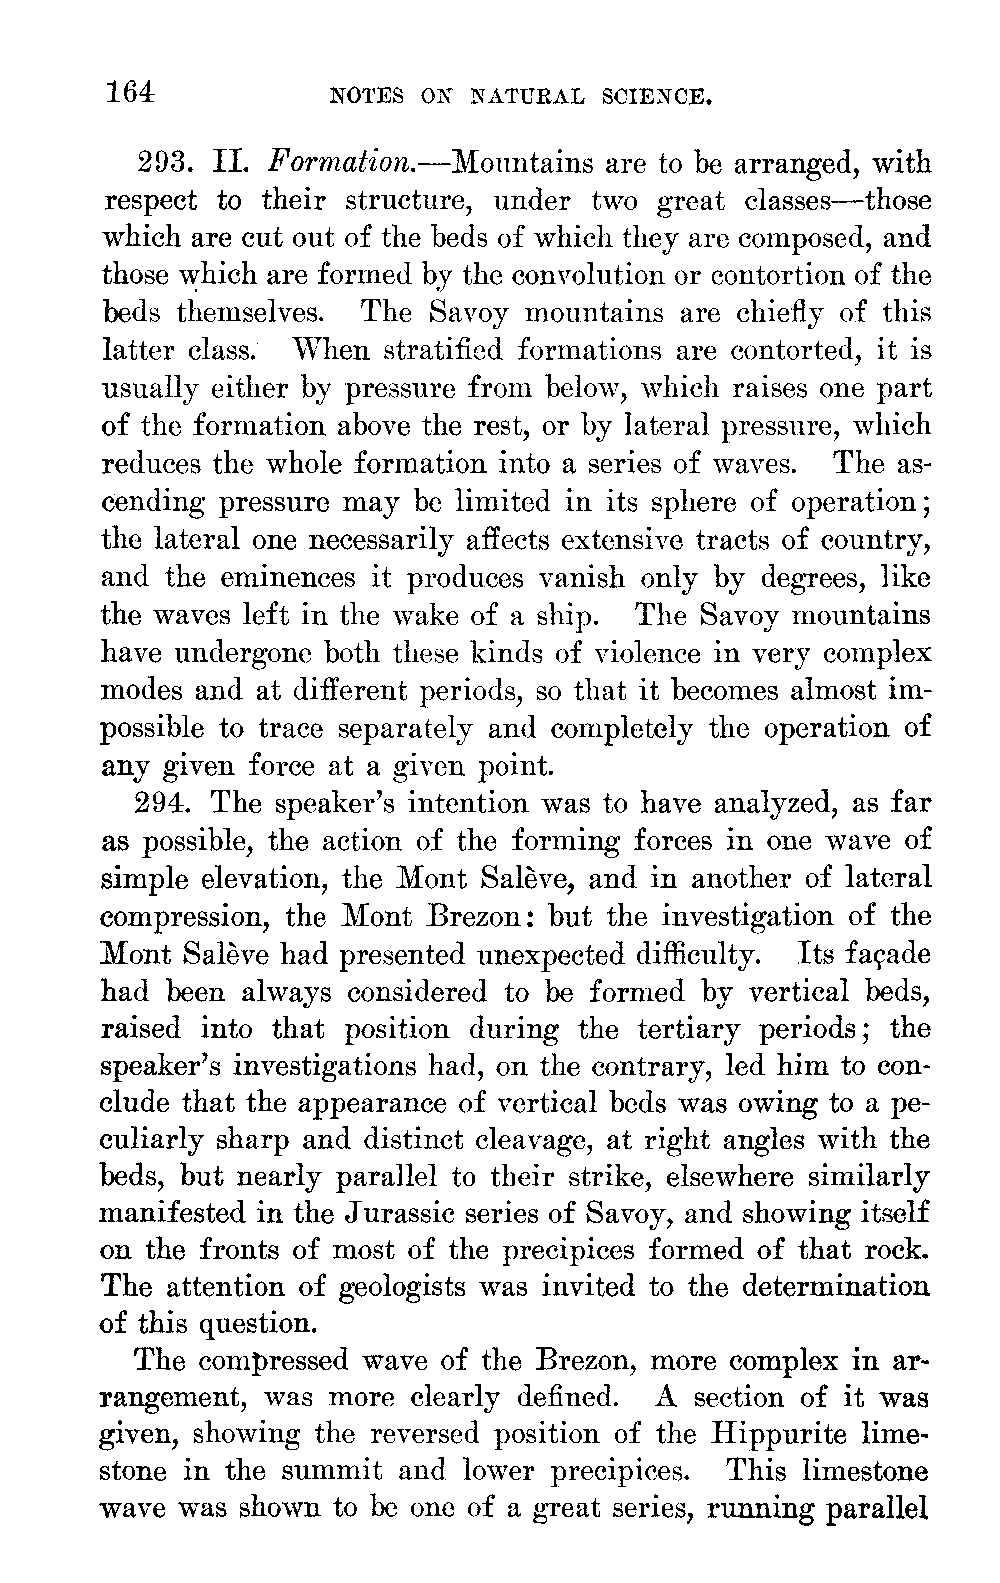 164 NOTES ON NATURAL SCIENCE.
293. II. Formation.—Mountains are to be arranged, with
respect to their structure, under two great classes—those
which are cut out of the beds of which they are composed, and
those which are formed by the convolution or contortion of the
beds themselves. The Savoy mountains are chiefly of this
latter class. When stratified formations are contorted, it is
usually either by pressure from below, which raises one part
of the formation above the rest, or by lateral pressure, which
reduces the whole formation into a series of waves. The as-
cending pressure may be limited in its sphere of operation;
the lateral one necessarily affects extensive tracts of country,
and the eminences it produces vanish only by degrees, like
the waves left in the wake of a ship. The Savoy mountains
have undergone both these kinds of violence in very complex
modes and at different periods, so that it becomes almost im-
possible to trace separately and completely the operation of
any given force at a given point.
294. The speaker's intention was to have analyzed, as far
as possible, the action of the forming forces in one wave of
simple elevation, the Mont Salève, and in another of lateral
compression, the Mont Brezon: but the investigation of the
Mont Salève had presented unexpected difficulty. Its façade
had been always considered to be formed by vertical beds,
raised into that position during the tertiary periods; the
speaker's investigations had, on the contrary, led him to con-
clude that the appearance of vertical beds was owing to a pe-
culiarly sharp and distinct cleavage, at right angles with the
beds, but nearly parallel to their strike, elsewhere similarly
manifested in the Jurassic series of Savoy, and showing itself
on the fronts of most of the precipices formed of that rock.
The attention of geologists was invited to the determination
of this question.
The compressed wave of the Brezon, more complex in ar-
rangement, was more clearly defined. A section of it was
given, showing the reversed position of the Hippurite lime-
stone in the summit and lower precipices. This limestone
wave was shown to be one of a great series, running parallel